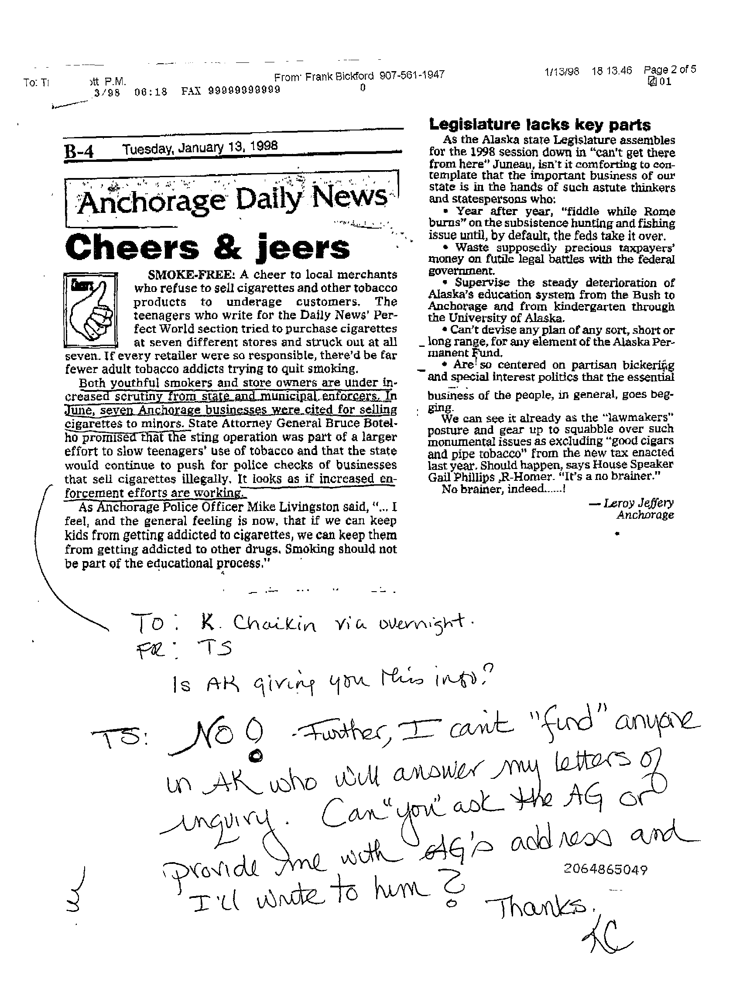 To: T    tt P.M.    From: Frank Bickford 907-561-1947    1/13/98 18 13.46 Page 2 of 5
3/98 06:18 FAX 99999999999    0    01
B-4 Tuesday, January 13, 1998
Anchorage Daily News
Cheers & jeers
Cheers
SMOKE-FREE: A cheer to local merchants
who refuse to sell cigarettes and other tobacco
products to underage customers. The
teenagers who write for the Daily News' Per-
fect World section tried to purchase cigarettes
at seven different stores and struck out at all
seven. If every retailer were so responsible, there'd be far
fewer adult tobacco addicts trying to quit smoking.
Both youthful smokers and store owners are under in-
creased scrutiny from state and municipal enforcers. In
June, seven Anchorage businesses were cited for selling
cigarettes to minors. State Attorney General Bruce Botel-
ho promised that the sting operation was part of a larger
effort to slow teenagers' use of tobacco and that the state
would continue to push for police checks of businesses
that sell cigarettes illegally. It looks as if increased en-
forcement efforts are working.
As Anchorage Police Officer Mike Livingston said, "... I
feel, and the general feeling is now, that if we can keep
kids from getting addicted to cigarettes, we can keep them
from getting addicted to other drugs. Smoking should not
be part of the educational process."
Legislature lacks key parts
As the Alaska state Legislature assembles
for the 1998 session down in "can't get there
from here" Juneau, isn't it comforting to con-
template that the important business of our
state is in the hands of such astute thinkers
and statespersons who:
• Year after year, "fiddle while Rome
burns" on the subsistence hunting and fishing
issue until, by default, the feds take it over.
• Waste supposedly precious taxpayers'
money on futile legal battles with the federal
government.
• Supervise the steady deterioration of
Alaska's education system from the Bush to
Anchorage and from kindergarten through
the University of Alaska.
• Can't devise any plan of any sort, short or
long range, for any element of the Alaska Per-
manent Fund.
• Are so centered on partisan bickering
and special interest politics that the essential
business of the people, in general, goes beg-
ging.
We can see it already as the "lawmakers"
posture and gear up to squabble over such
monumental issues as excluding "good cigars
and pipe tobacco" from the new tax enacted
last year. Should happen, says House Speaker
Gail Phillips ,R-Homer. "It's a no brainer."
No brainer, indeed......!
— Leroy Jeffery
Anchorage
TO: K. Chaikin via overnight.
FR: TS
Is AK giving you this info?
TS: NO! Further, I can't "find" anyone
in AK who will answer my letters of
inquiry. Can "you" ask the AG or
provide me with AG's address and
I'll write to him?
2064865049
Thanks.
KC